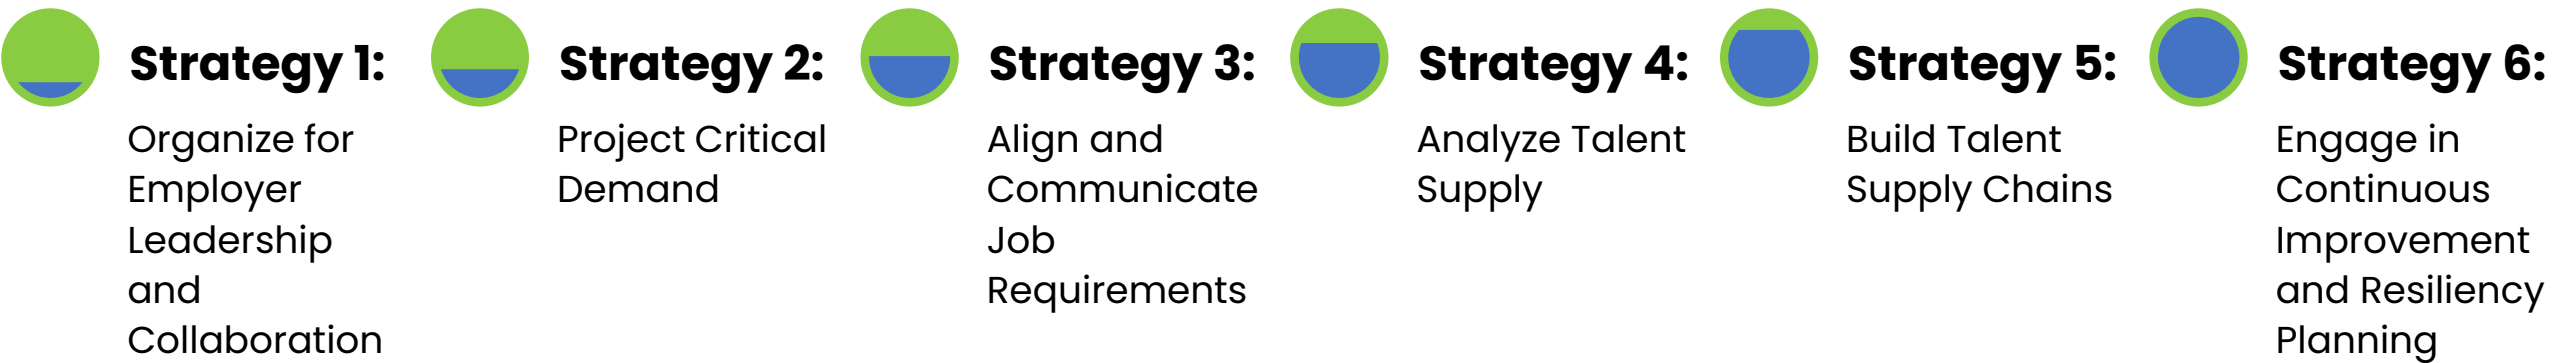 Strategy 1:
Organize for
Employer
Leadership
and
Collaboration
Strategy 2:
Project Critical
Demand
Strategy 3:
Align and
Communicate
Job
Requirements
Strategy 4:
Analyze Talent
Supply
Strategy 5:
Build Talent
Supply Chains
Strategy 6:
Engage in
Continuous
Improvement
and Resiliency
Planning